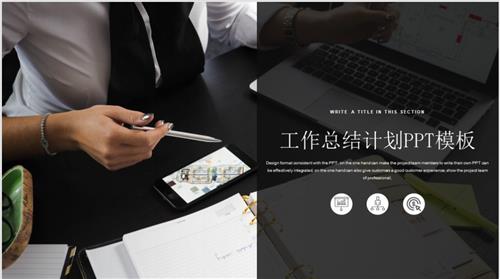 WRITE A TITLE IN THIS SECTION
工作总结计划PPT模板
Design format consistent with the PPT, on the one hand can make the project team members to write their own PPT can
be effectively integrated, on the one hand can also give customers a good customer experience, show the project team
of professional.